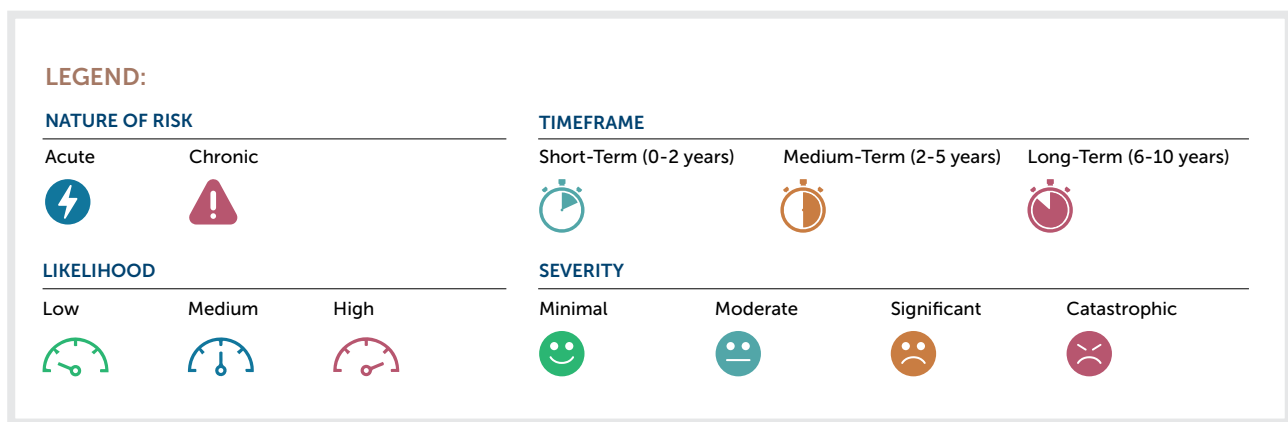 LEGEND:
NATURE OF RISK
Acute Chronic
TIMEFRAME
Short-Term (0-2 years) Medium-Term (2-5 years) Long-Term (6-10 years)
LIKELIHOOD
Low Medium High
SEVERITY
Minimal Moderate Significant Catastrophic